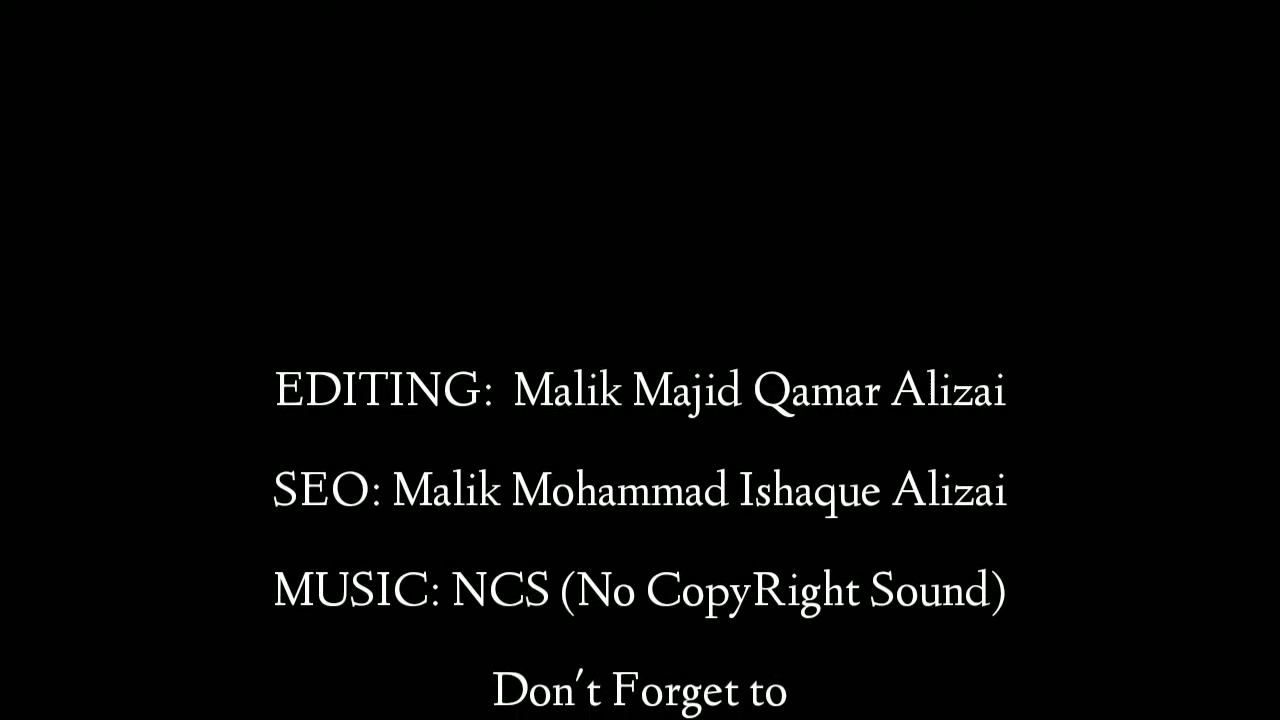 EDITING:  Malik Majid Qamar Alizai
SEO: Malik Mohammad Ishaque Alizai
MUSIC: NCS (No CopyRight Sound)
Don't Forget to